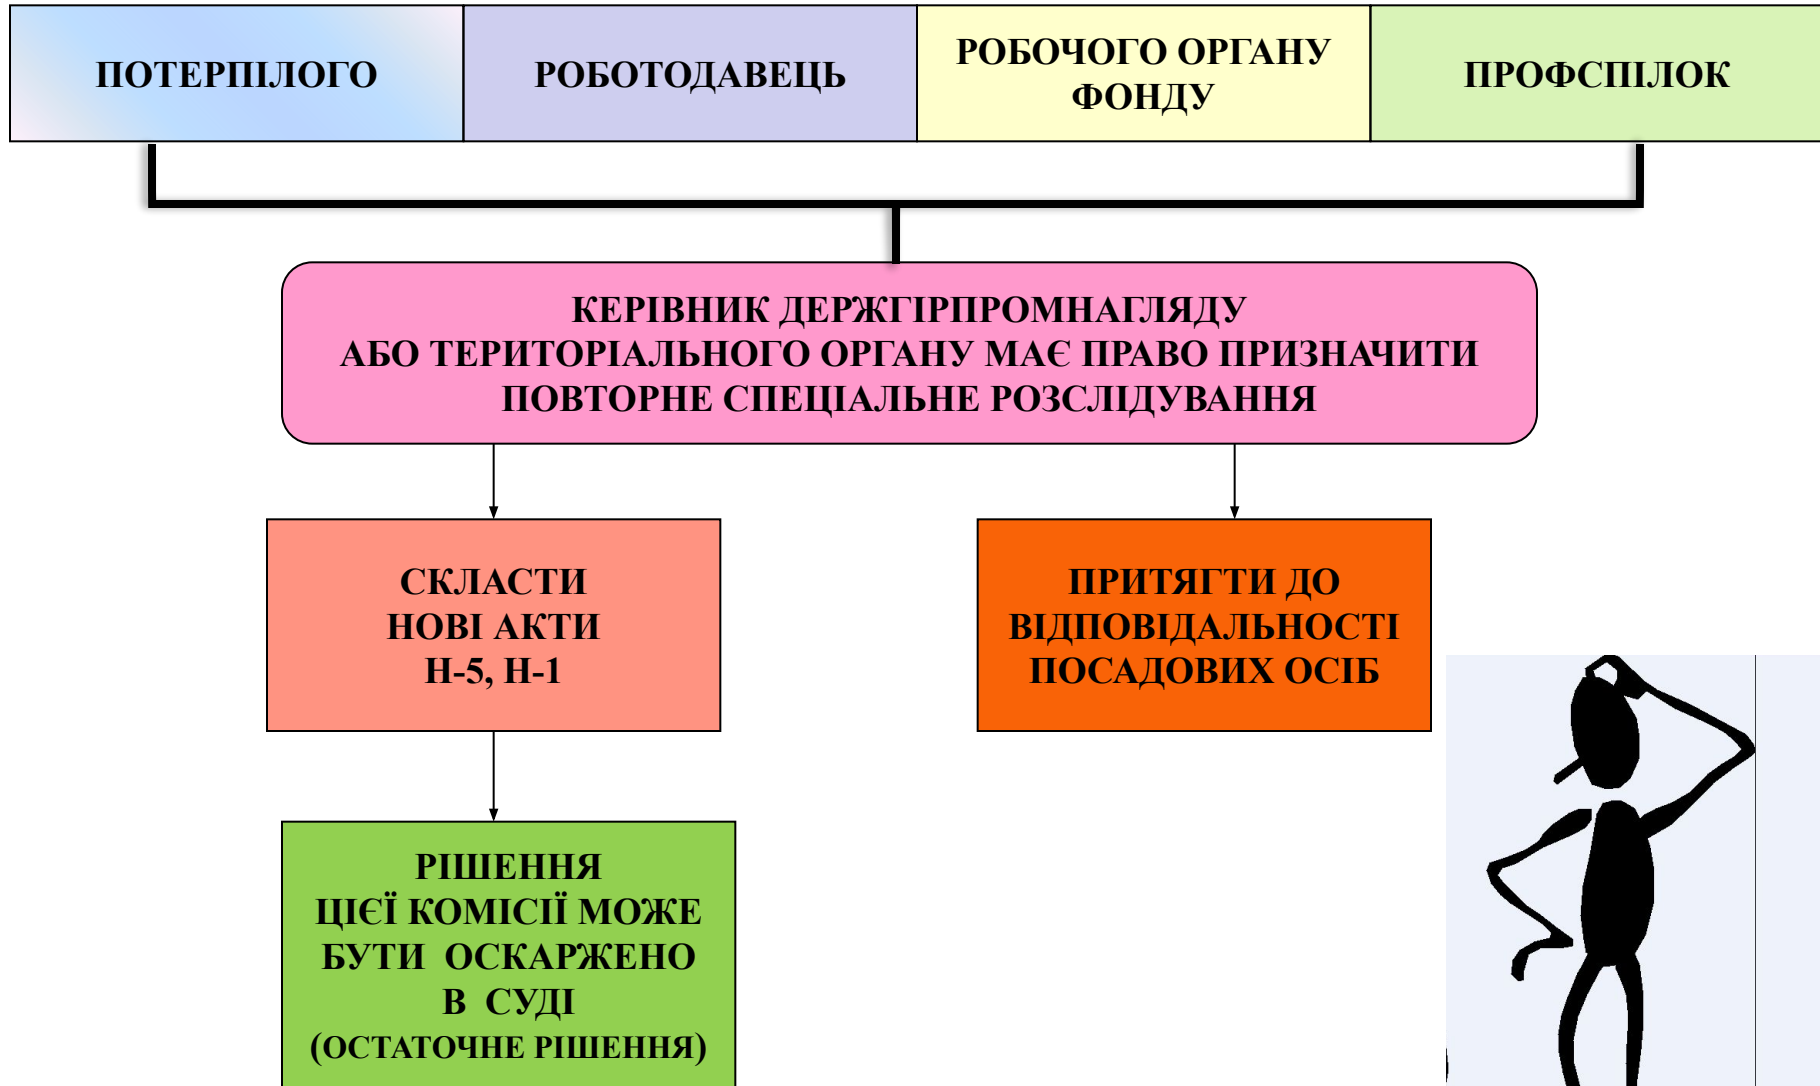 ПОТЕРПІЛОГО
РОБОТОДАВЕЦЬ
РОБОЧОГО ОРГАНУ
ФОНДУ
ПРОФСПІЛОК
КЕРІВНИК ДЕРЖГІРПРОМНАГЛЯДУ
АБО ТЕРИТОРІАЛЬНОГО ОРГАНУ МАЄ ПРАВО ПРИЗНАЧИТИ
ПОВТОРНЕ СПЕЦІАЛЬНЕ РОЗСЛІДУВАННЯ
СКЛАСТИ
НОВІ АКТИ
Н-5, Н-1
ПРИТЯГТИ ДО
ВІДПОВІДАЛЬНОСТІ
ПОСАДОВИХ ОСІБ
РІШЕННЯ
ЦІЄЇ КОМІСІЇ МОЖЕ
БУТИ ОСКАРЖЕНО
В СУДІ
(ОСТАТОЧНЕ РІШЕННЯ)